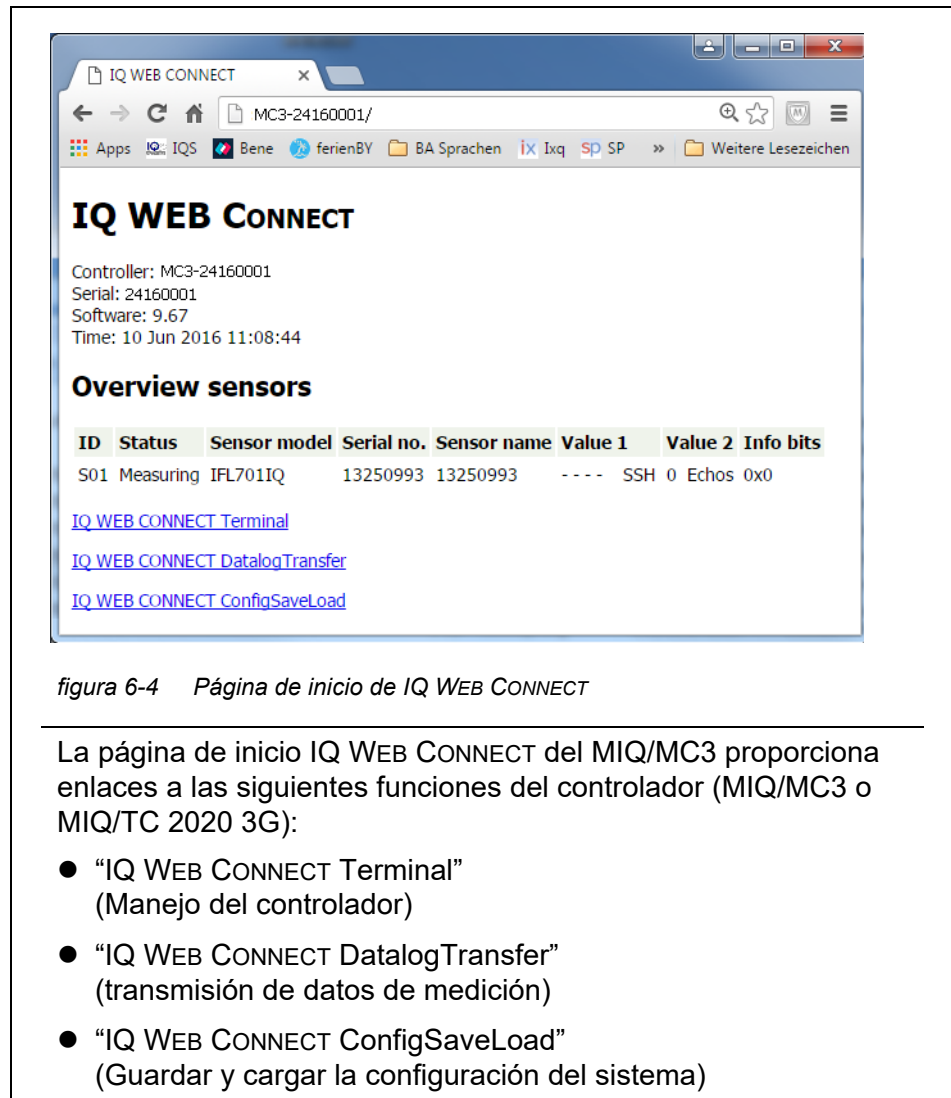 IQ WEB CONNECT
MC3-24160001/
Apps IQS Bene ferienBY BA Sprachen Ixq SP SP » Weitere Lesezeichen
IQ WEB CONNECT
Controller: MC3-24160001
Serial: 24160001
Software: 9.67
Time: 10 Jun 2016 11:08:44
Overview sensors
ID Status Sensor model Serial no. Sensor name Value 1 Value 2 Info bits
S01 Measuring IFL701IQ 13250993 13250993 - - - - SSH 0 Echos 0x0
IQ WEB CONNECT Terminal
IQ WEB CONNECT DatalogTransfer
IQ WEB CONNECT ConfigSaveLoad
figura 6-4 Página de inicio de IQ WEB CONNECT
La página de inicio IQ WEB CONNECT del MIQ/MC3 proporciona
enlaces a las siguientes funciones del controlador (MIQ/MC3 o
MIQ/TC 2020 3G):
● “IQ WEB CONNECT Terminal”
(Manejo del controlador)
● “IQ WEB CONNECT DatalogTransfer”
(transmisión de datos de medición)
● “IQ WEB CONNECT ConfigSaveLoad”
(Guardar y cargar la configuración del sistema)